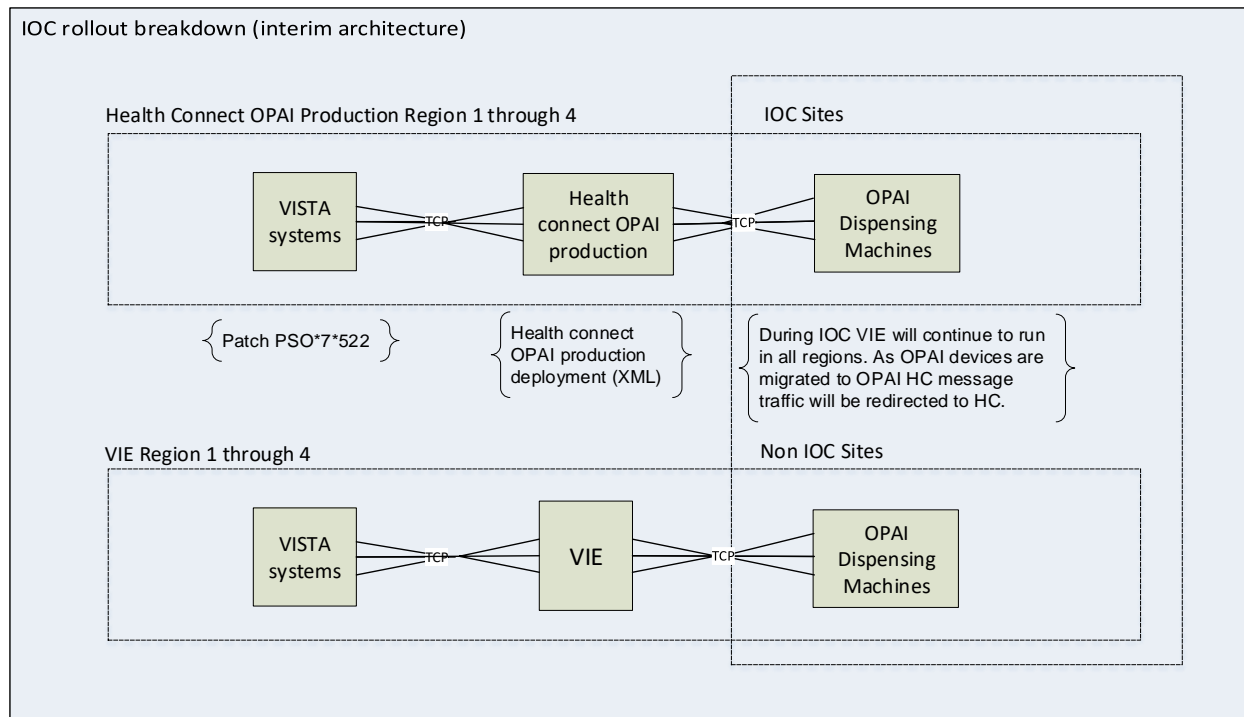 IOC rollout breakdown (interim architecture)
Health Connect OPAI Production Region 1 through 4
IOC Sites
VISTA
systems
TCP
Health
connect OPAI
production
TCP
OPAI
Dispensing
Machines
Patch PSO*7*522
Health connect
OPAI production
deployment (XML)
During IOC VIE will continue to run
in all regions. As OPAI devices are
migrated to OPAI HC message
traffic will be redirected to HC.
VIE Region 1 through 4
Non IOC Sites
VISTA
systems
TCP
VIE
TCP
OPAI
Dispensing
Machines